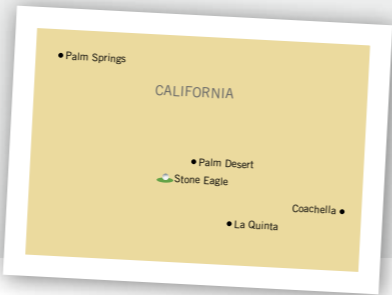 Palm Springs
CALIFORNIA
Palm Desert
Stone Eagle
Coachella
La Quinta